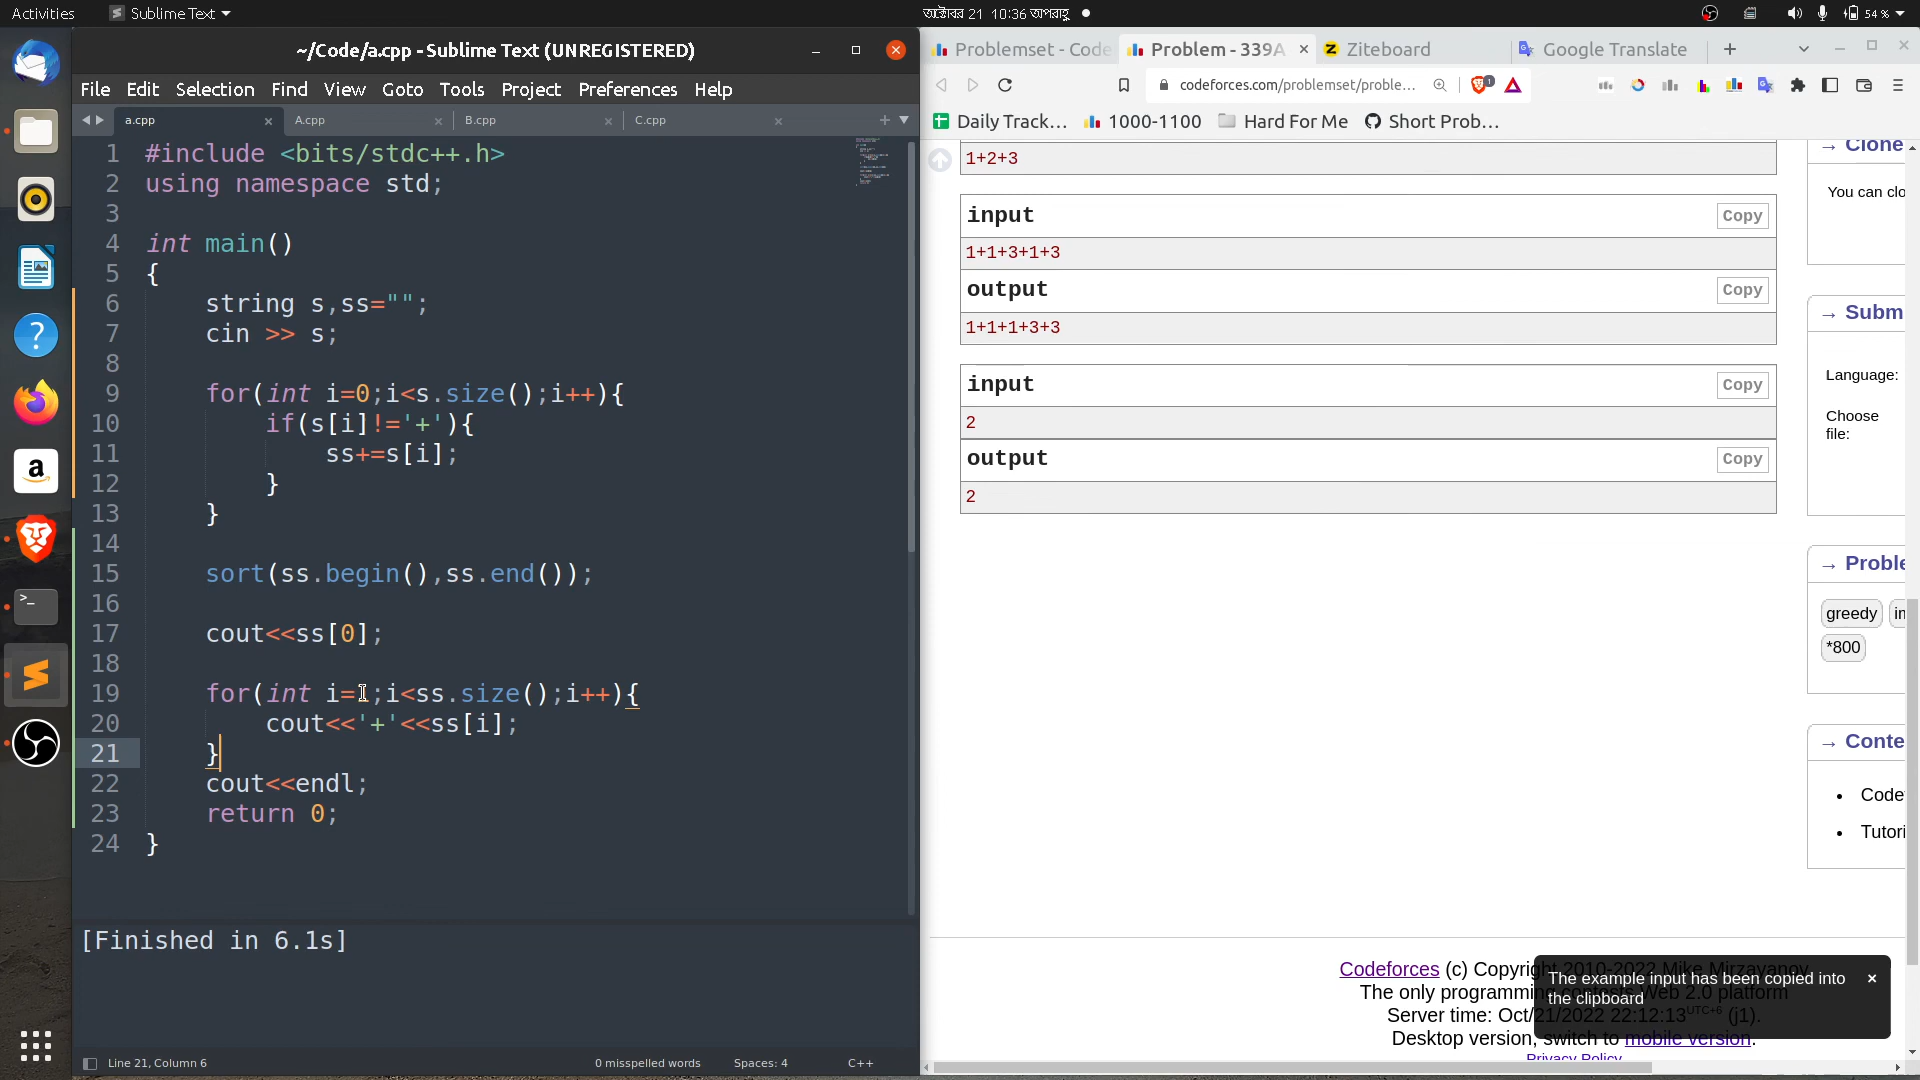 Activities
Sublime Text
অক্টোবর 21 10:36 অপরাহ্ণ
54 %
~/Code/a.cpp - Sublime Text (UNREGISTERED)
File Edit Selection Find View Goto Tools Project Preferences Help
a.cpp
A.cpp
B.cpp
C.cpp
1 #include <bits/stdc++.h>
2 using namespace std;
3
4 int main()
5 {
6 string s,ss="";
7 cin >> s;
8
9 for(int i=0;i<s.size();i++){
10 if(s[i]!='+'){
11 ss+=s[i];
12 }
13 }
14
15 sort(ss.begin(),ss.end());
16
17 cout<<ss[0];
18
19 for(int i=1;i<ss.size();i++){
20 cout<<'+'<<ss[i];
21 }
22 cout<<endl;
23 return 0;
24 }
[Finished in 6.1s]
Line 21, Column 6
0 misspelled words
Spaces: 4
C++
Problemset - Code
Problem - 339A
Ziteboard
Google Translate
codeforces.com/problemset/proble...
1
Daily Track...
1000-1100
Hard For Me
Short Prob...
1+2+3
input
Copy
1+1+3+1+3
output
Copy
1+1+1+3+3
input
Copy
2
output
Copy
2
→ Clone
You can clo
→ Subm
Language:
Choose
file:
→ Proble
greedy
*800
→ Conte
Code
Tutori
Codeforces (c) Copyright 2010-2022 Mike Mirzayanov
The only programming contests Web 2.0 platform
Server time: Oct/21/2022 22:12:13 UTC+6 (j1).
Desktop version, switch to mobile version.
Privacy Policy
The example input has been copied into
the clipboard